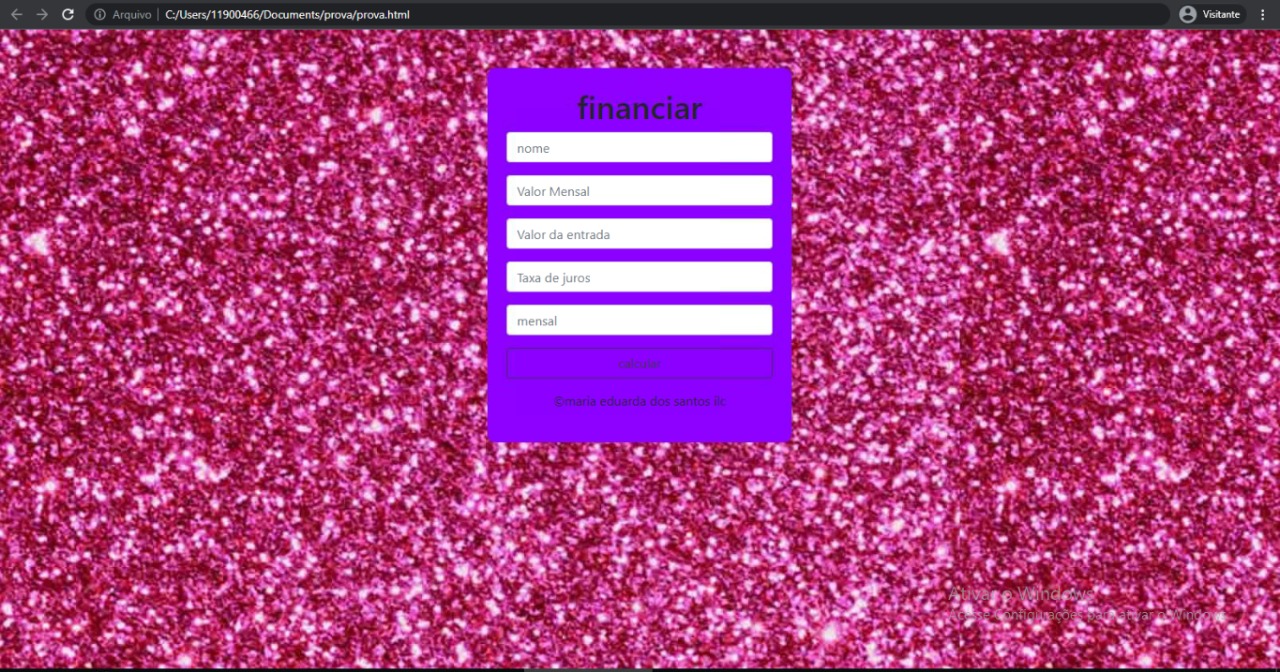 Arquivo
C:/Users/11900466/Documents/prova/prova.html
Visitante
financiar
nome
Valor Mensal
Valor da entrada
Taxa de juros
mensal
calcular
©maria eduarda dos santos ilc
Ativar o Windows
Acesse Configurações para ativar o Windows.